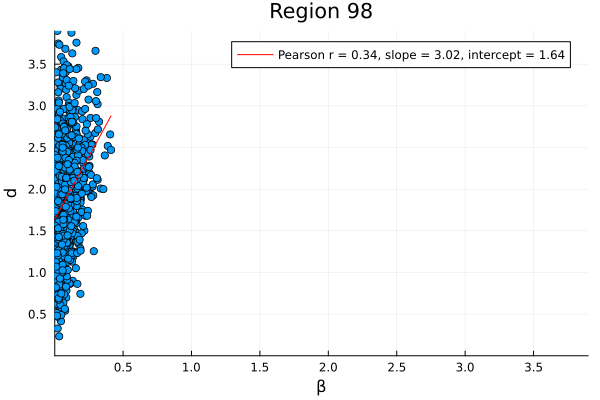 Region 98
Pearson r = 0.34, slope = 3.02, intercept = 1.64
d
3.5
3.0
2.5
2.0
1.5
1.0
0.5
0.5 1.0 1.5 2.0 2.5 3.0 3.5
β